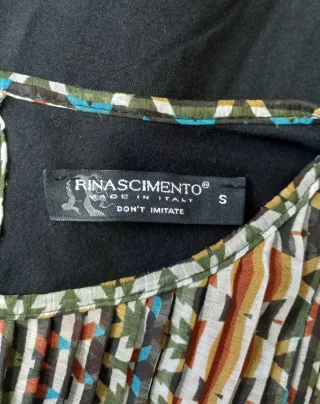 RINASCIMENTO®
MADE IN ITALY
S
DON'T IMITATE